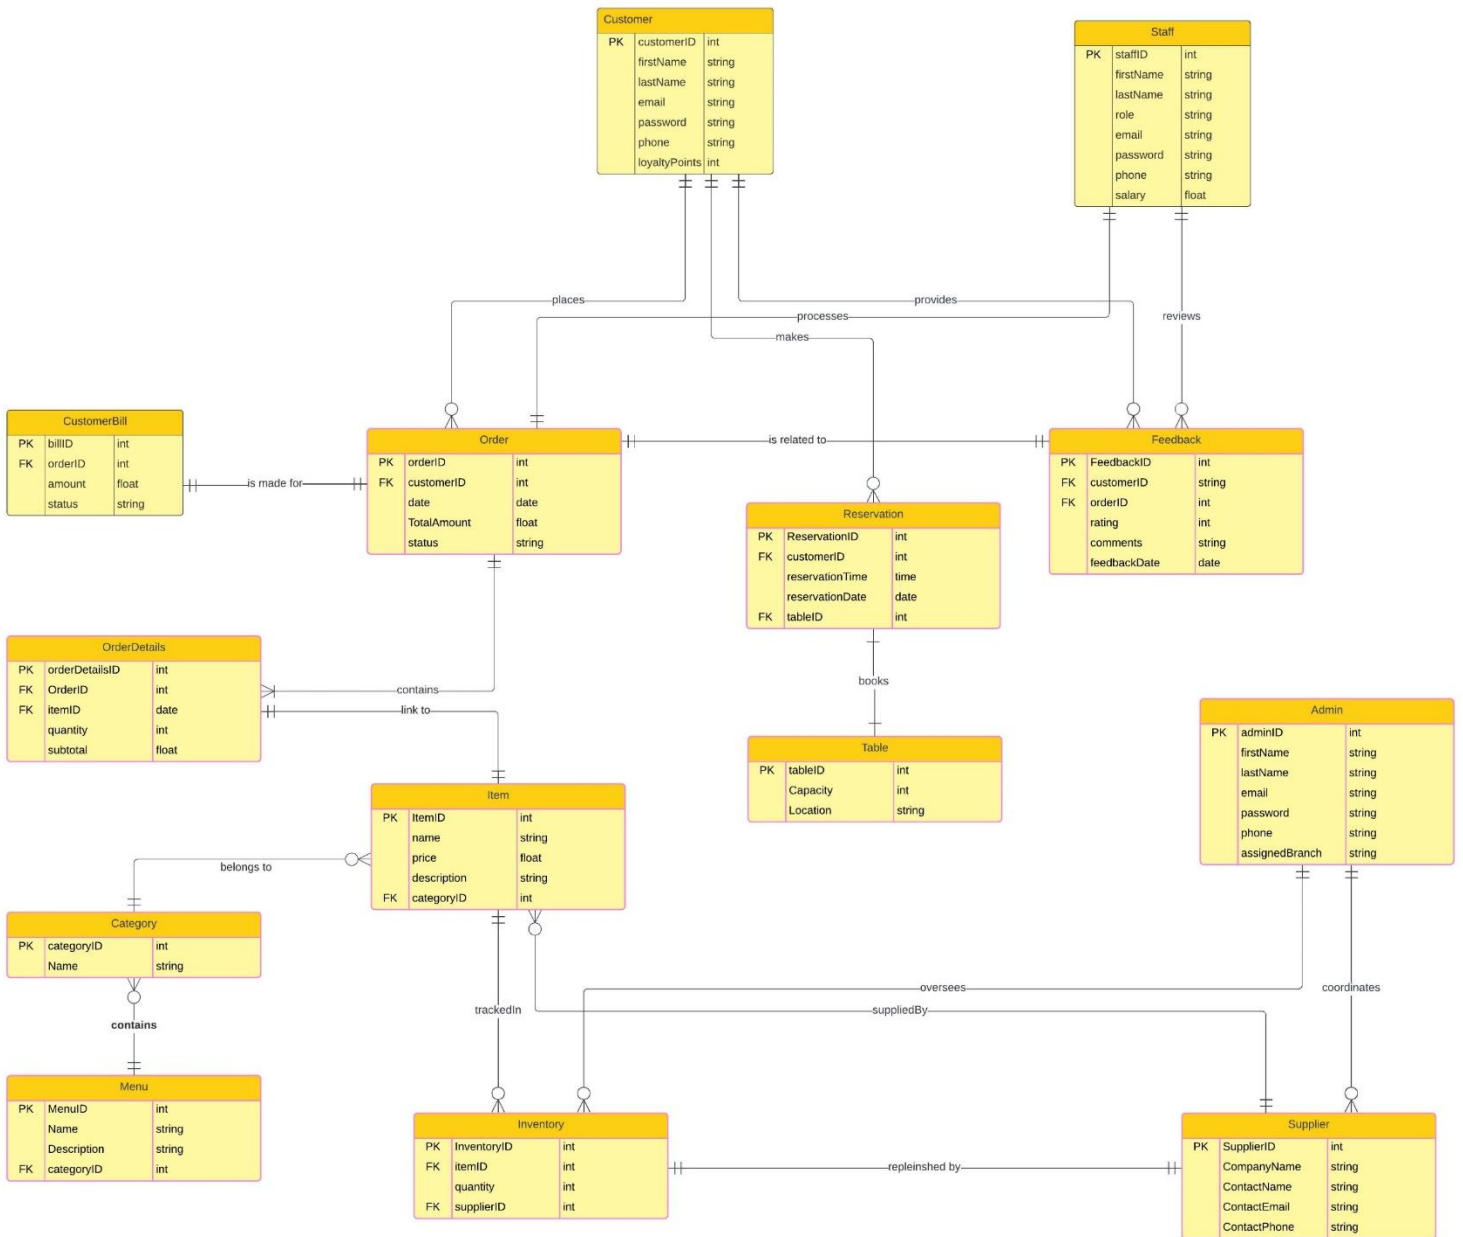 Customer
PK customerID int
firstName string
lastName string
email string
password string
phone string
loyaltyPoints int
Staff
PK staffID int
firstName string
lastName string
role string
email string
password string
phone string
salary float
places
provides
processes
reviews
makes
CustomerBill
PK billID int
FK orderID int
amount float
status string
is made for
Order
PK orderID int
FK customerID int
date date
TotalAmount float
status string
is related to
Feedback
PK FeedbackID int
FK customerID string
FK orderID int
rating int
comments string
feedbackDate date
Reservation
PK ReservationID int
FK customerID int
reservationTime time
reservationDate date
FK tableID int
books
OrderDetails
PK orderDetailsID int
FK OrderID int
FK itemID date
quantity int
subtotal float
contains
link to
Table
PK tableID int
Capacity int
Location string
Admin
PK adminID int
firstName string
lastName string
email string
password string
phone string
assignedBranch string
Item
PK ItemID int
name string
price float
description string
FK categoryID int
belongs to
Category
PK categoryID int
Name string
contains
trackedIn
oversees
suppliedBy
coordinates
Menu
PK MenuID int
Name string
Description string
FK categoryID int
Inventory
PK InventoryID int
FK itemID int
quantity int
FK supplierID int
repleinshed by
Supplier
PK SupplierID int
CompanyName string
ContactName string
ContactEmail string
ContactPhone string